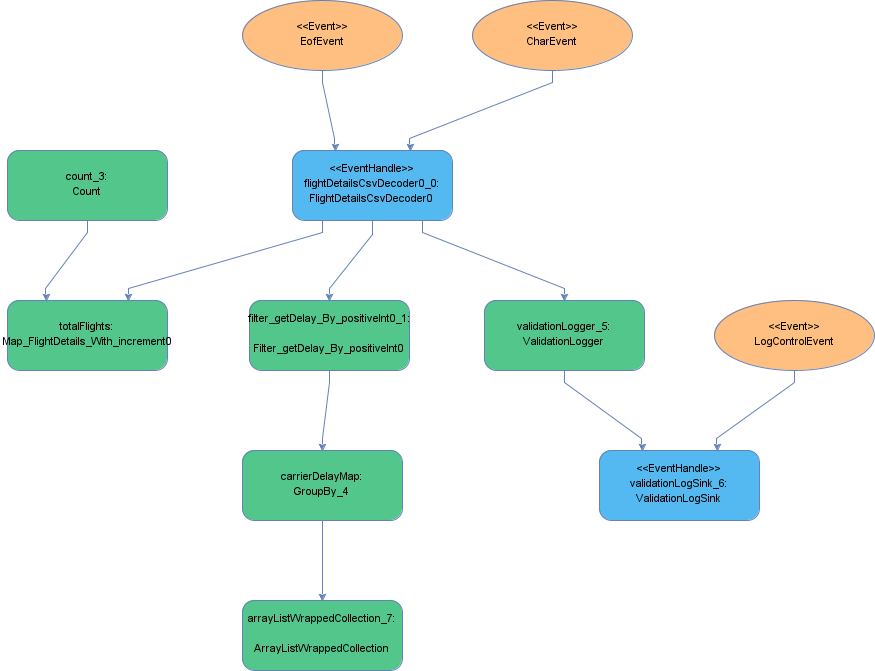 <<Event>>
EofEvent
<<Event>>
CharEvent
count_3:
Count
<<EventHandle>>
flightDetailsCsvDecoder0_0:
FlightDetailsCsvDecoder0
totalFlights:
Map_FlightDetails_With_increment0
filter_getDelay_By_positiveInt0_1:
Filter_getDelay_By_positiveInt0
validationLogger_5:
ValidationLogger
<<Event>>
LogControlEvent
carrierDelayMap:
GroupBy_4
<<EventHandle>>
validationLogSink_6:
ValidationLogSink
arrayListWrappedCollection_7:
ArrayListWrappedCollection